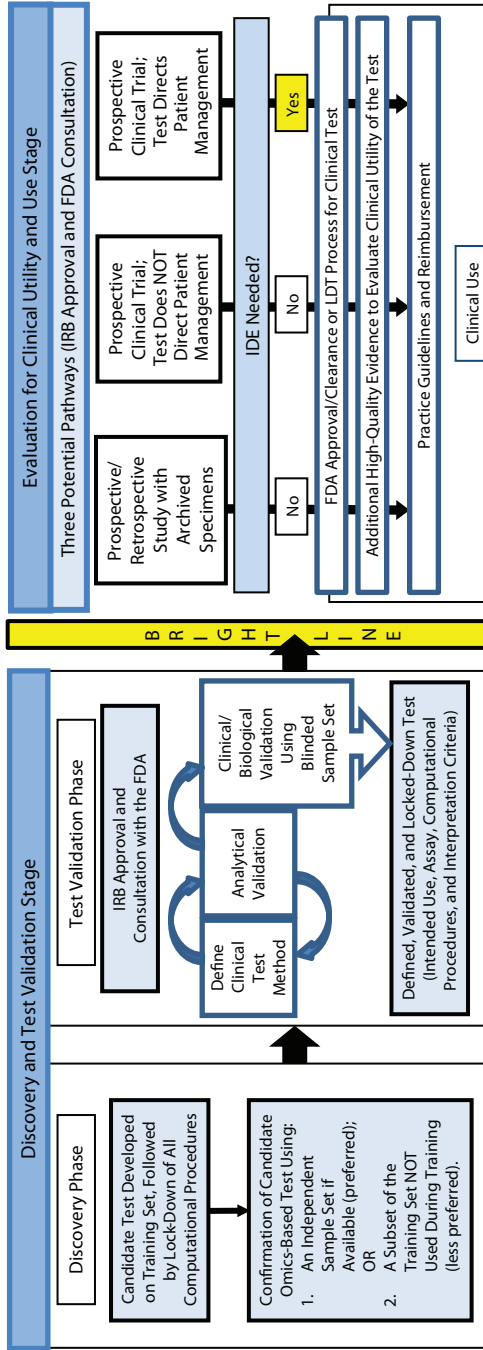 Discovery and Test Validation Stage
Discovery Phase
Candidate Test Developed
on Training Set, Followed
by Lock-Down of All
Computational Procedures
Confirmation of Candidate
Omics-Based Test Using:
1. An Independent
Sample Set if
Available (preferred);
OR
2. A Subset of the
Training Set NOT
Used During Training
(less preferred).
Test Validation Phase
IRB Approval and
Consultation with the FDA
Define
Clinical Test
Method
Analytical
Validation
Clinical/
Biological
Validation
Using
Blinded
Sample Set
Defined, Validated, and Locked-Down Test
(Intended Use, Assay, Computational
Procedures, and Interpretation Criteria)
BRIGHT LINE
Evaluation for Clinical Utility and Use Stage
Three Potential Pathways (IRB Approval and FDA Consultation)
Prospective/
Retrospective
Study with
Archived
Specimens
Prospective
Clinical Trial;
Test Does NOT
Direct Patient
Management
Prospective
Clinical Trial;
Test Directs
Patient
Management
IDE Needed?
No
No
Yes
FDA Approval/Clearance or LDT Process for Clinical Test
Additional High-Quality Evidence to Evaluate Clinical Utility of the Test
Practice Guidelines and Reimbursement
Clinical Use